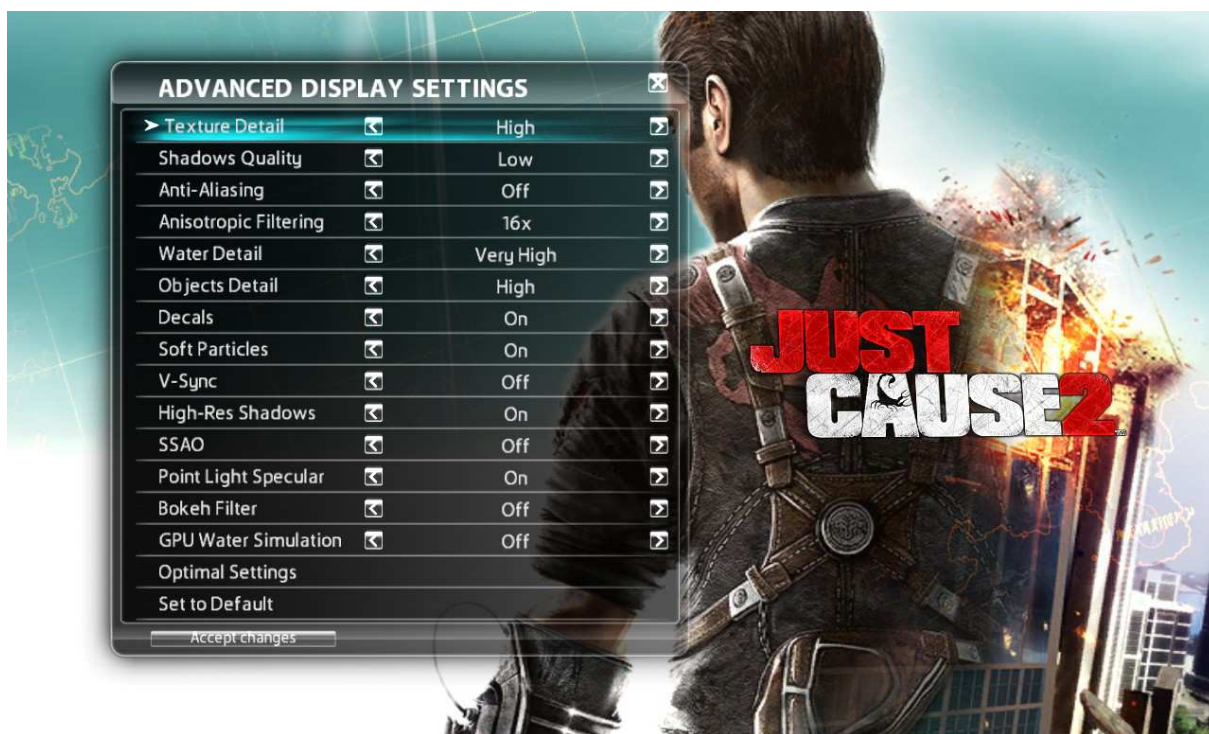 ADVANCED DISPLAY SETTINGS
Texture Detail High
Shadows Quality Low
Anti-Aliasing Off
Anisotropic Filtering 16x
Water Detail Very High
Objects Detail High
Decals On
Soft Particles On
V-Sync Off
High-Res Shadows On
SSAO Off
Point Light Specular On
Bokeh Filter Off
GPU Water Simulation Off
Optimal Settings
Set to Default
Accept changes
JUST
CAUSE 2